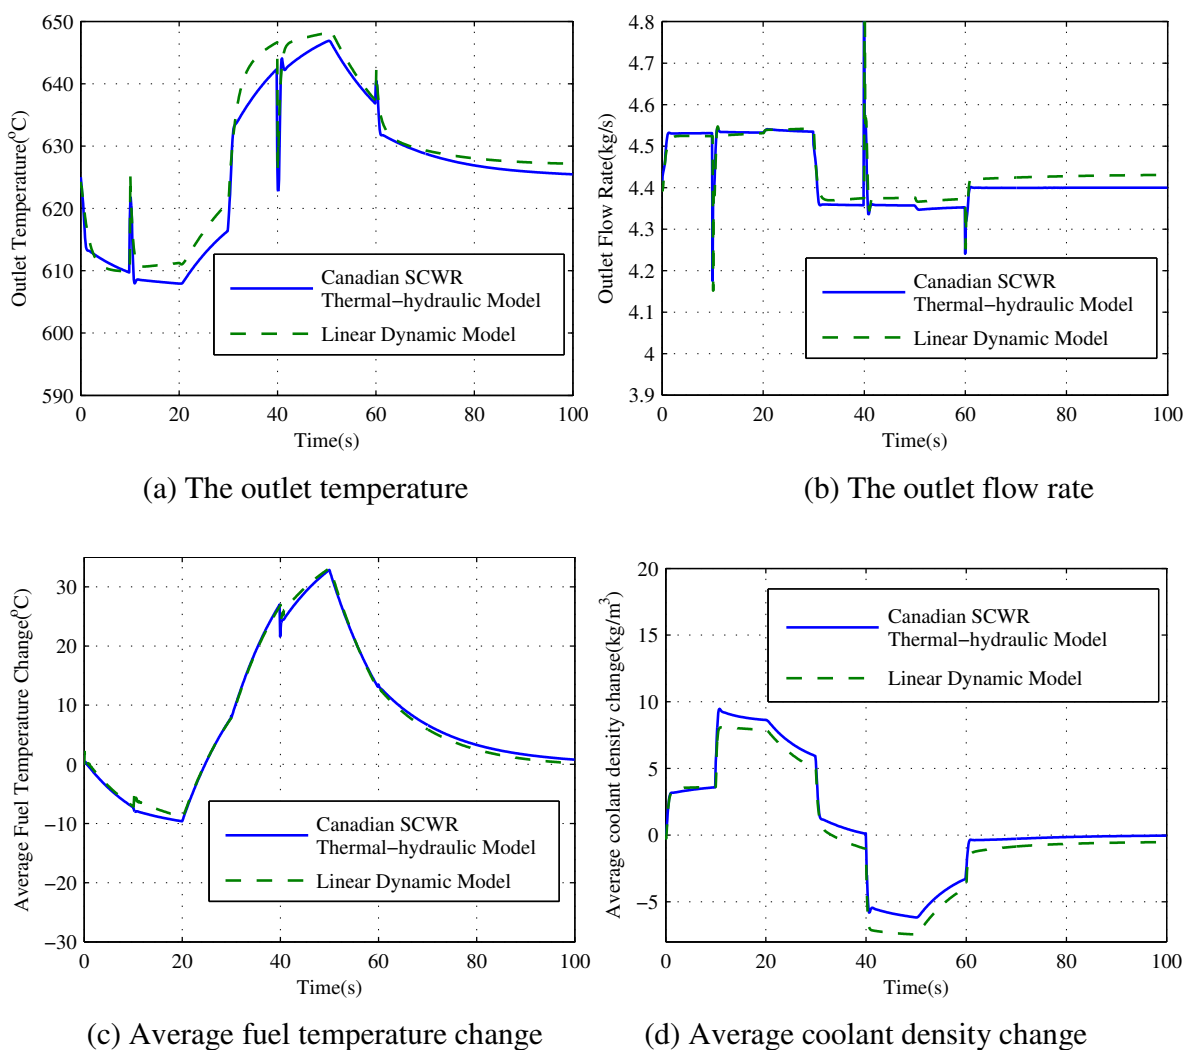 650
640
630
620
610
600
590
Outlet Temperature(⁰C)
0
20
40
60
80
100
Time(s)
Canadian SCWR
Thermal−hydraulic Model
Linear Dynamic Model
(a) The outlet temperature
4.8
4.7
4.6
4.5
4.4
4.3
4.2
4.1
4
3.9
Outlet Flow Rate(kg/s)
0
20
40
60
80
100
Time(s)
Canadian SCWR
Thermal−hydraulic Model
Linear Dynamic Model
(b) The outlet flow rate
30
20
10
0
−10
−20
−30
Average Fuel Temperature Change(⁰C)
0
20
40
60
80
100
Time(s)
Canadian SCWR
Thermal−hydraulic Model
Linear Dynamic Model
(c) Average fuel temperature change
20
15
10
5
0
−5
Average coolant density change(kg/m³)
0
20
40
60
80
100
Time(s)
Canadian SCWR
Thermal−hydraulic Model
Linear Dynamic Model
(d) Average coolant density change